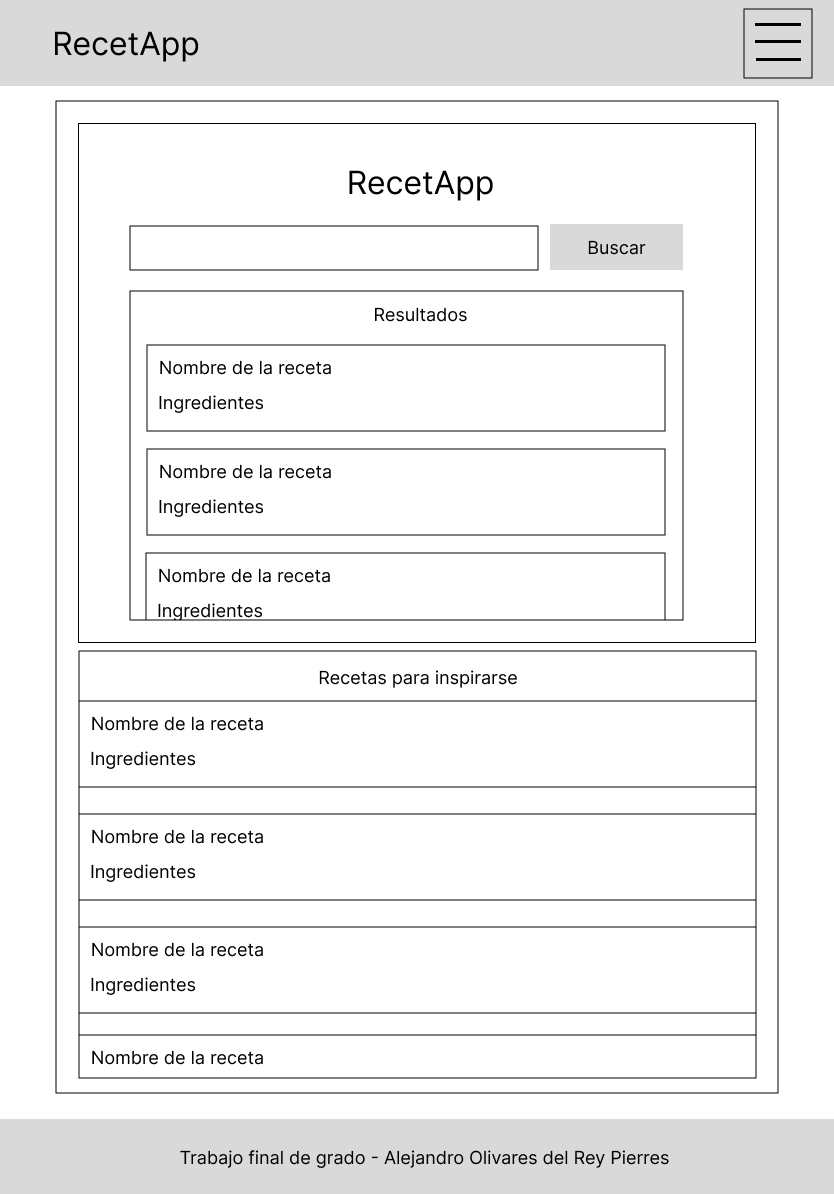 RecetApp
RecetApp
Buscar
Resultados
Nombre de la receta
Ingredientes
Nombre de la receta
Ingredientes
Nombre de la receta
Ingredientes
Recetas para inspirarse
Nombre de la receta
Ingredientes
Nombre de la receta
Ingredientes
Nombre de la receta
Ingredientes
Nombre de la receta
Trabajo final de grado - Alejandro Olivares del Rey Pierres